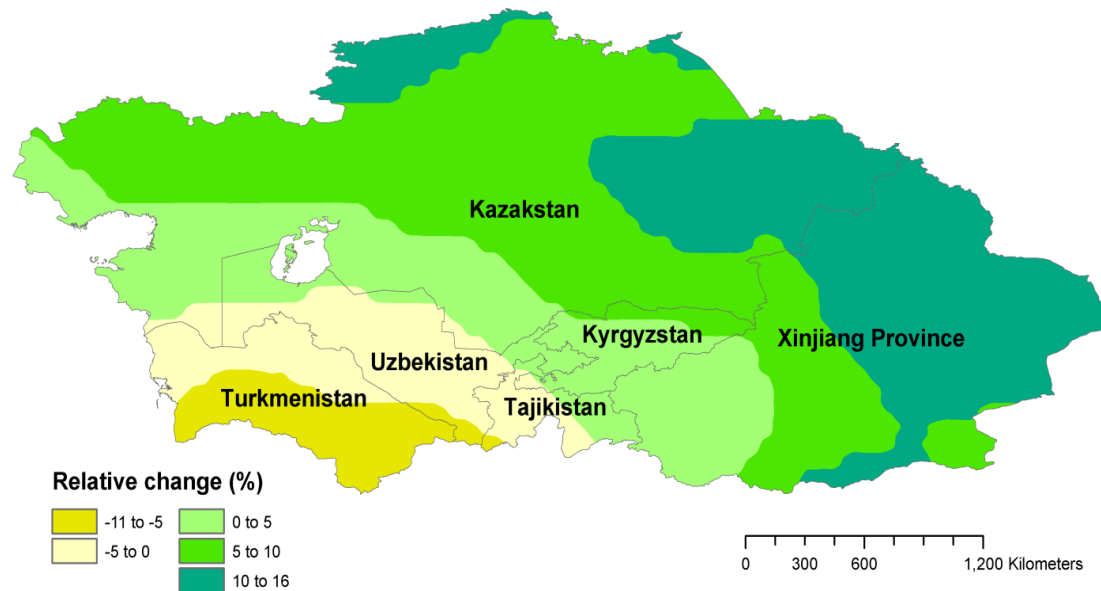 Kazakstan
Kyrgyzstan
Xinjiang Province
Uzbekistan
Turkmenistan
Tajikistan
Relative change (%)
-11 to -5
0 to 5
-5 to 0
5 to 10
10 to 16
0 300 600 1,200 Kilometers